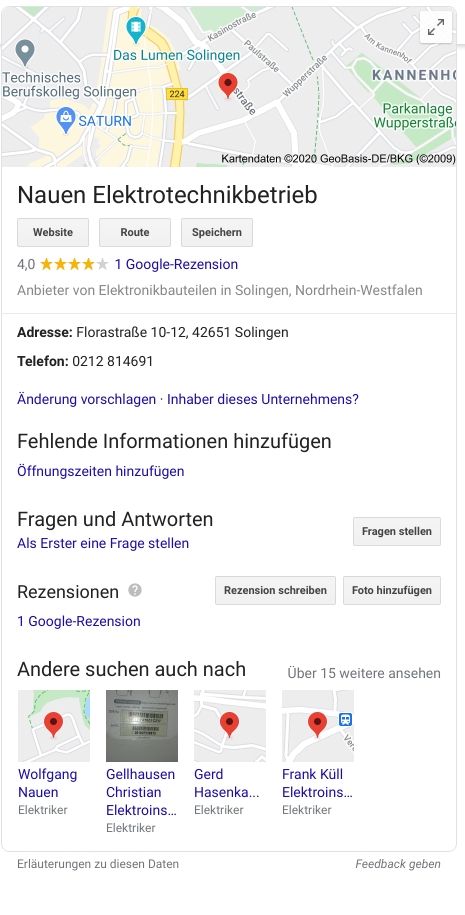 Kasinostraße
Das Lumen Solingen
Am Kannenhof
Paulstraße
Technisches
Berufskolleg Solingen
Wupperstraße
KANNENHO
224
straße
Parkanlage
Wupperstraße
SATURN
Kartendaten ©2020 GeoBasis-DE/BKG (©2009)
Nauen Elektrotechnikbetrieb
Website Route Speichern
4,0 1 Google-Rezension
Anbieter von Elektronikbauteilen in Solingen, Nordrhein-Westfalen
Adresse: Florastraße 10-12, 42651 Solingen
Telefon: 0212 814691
Änderung vorschlagen · Inhaber dieses Unternehmens?
Fehlende Informationen hinzufügen
Öffnungszeiten hinzufügen
Fragen und Antworten
Fragen stellen
Als Erster eine Frage stellen
Rezensionen ? Rezension schreiben Foto hinzufügen
1 Google-Rezension
Andere suchen auch nach Über 15 weitere ansehen
Wolfgang
Nauen
Elektriker
Gellhausen
Christian
Elektroins...
Elektriker
Gerd
Hasenka...
Elektriker
Frank Küll
Elektroins...
Elektriker
Erläuterungen zu diesen Daten Feedback geben